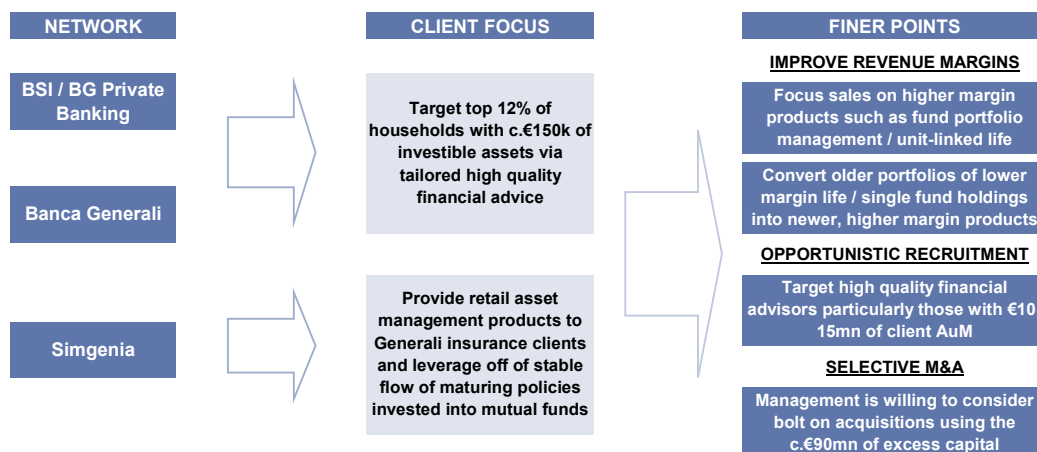 NETWORK
BSI / BG Private
Banking
Banca Generali
Simgenia
CLIENT FOCUS
Target top 12% of
households with c.€150k of
investible assets via
tailored high quality
financial advice
Provide retail asset
management products to
Generali insurance clients
and leverage off of stable
flow of maturing policies
invested into mutual funds
FINER POINTS
IMPROVE REVENUE MARGINS
Focus sales on higher margin
products such as fund portfolio
management / unit-linked life
Convert older portfolios of lower
margin life / single fund holdings
into newer, higher margin products
OPPORTUNISTIC RECRUITMENT
Target high quality financial
advisors particularly those with €10-
15mn of client AuM
SELECTIVE M&A
Management is willing to consider
bolt on acquisitions using the
c.€90mn of excess capital